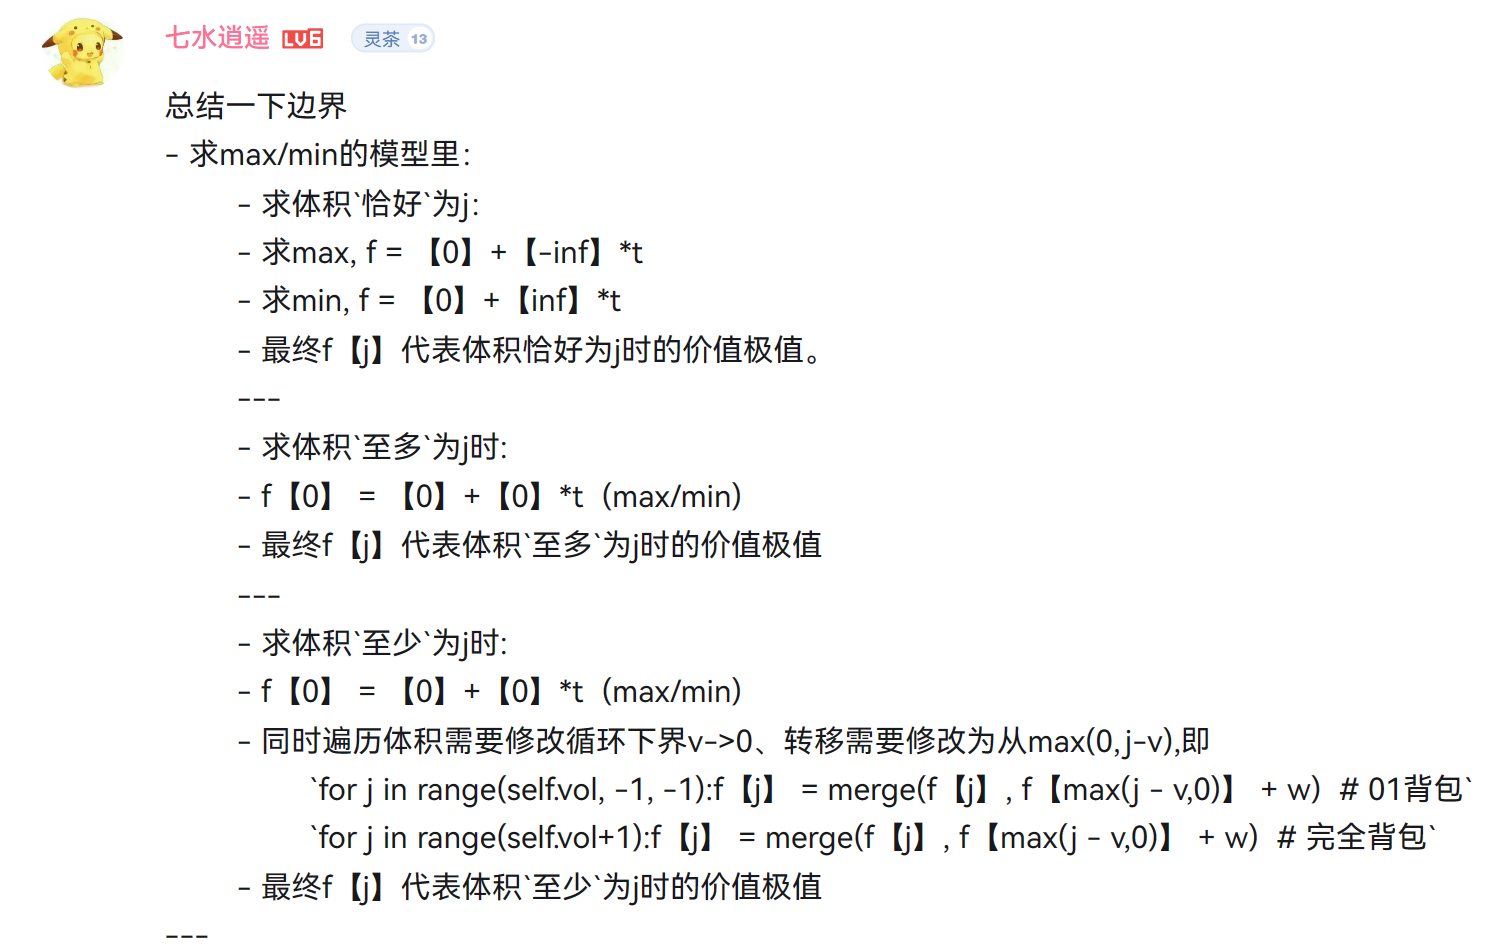 七水逍遥 LV6 灵茶 13
总结一下边界
- 求max/min的模型里:
- 求体积`恰好`为j:
- 求max, f = 【0】+【-inf】*t
- 求min, f = 【0】+【inf】*t
- 最终f【j】代表体积恰好为j时的价值极值。
---
- 求体积`至多`为j时:
- f【0】 = 【0】+【0】*t（max/min）
- 最终f【j】代表体积`至多`为j时的价值极值
---
- 求体积`至少`为j时:
- f【0】 = 【0】+【0】*t（max/min）
- 同时遍历体积需要修改循环下界v->0、转移需要修改为从max(0,j-v),即
`for j in range(self.vol, -1, -1):f【j】 = merge(f【j】, f【max(j - v,0)】 + w)  # 01背包`
`for j in range(self.vol+1):f【j】 = merge(f【j】, f【max(j - v,0)】 + w)  # 完全背包`
- 最终f【j】代表体积`至少`为j时的价值极值
---